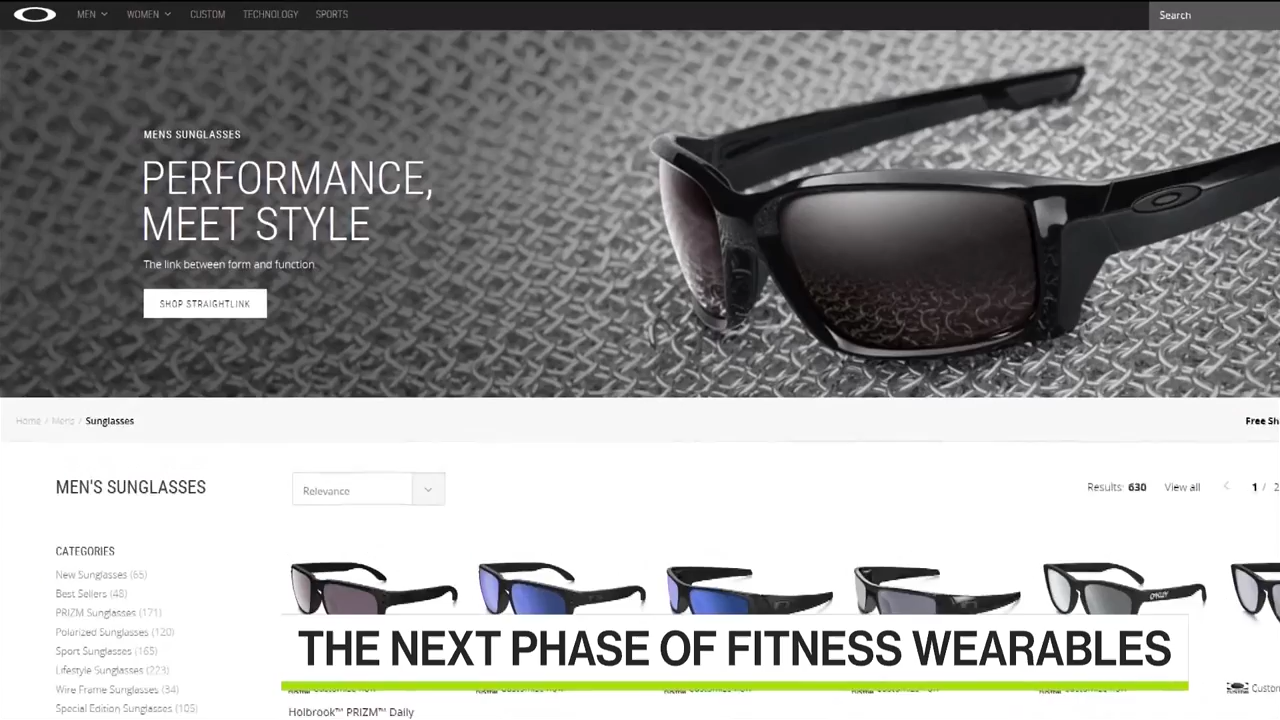 MEN
WOMEN
CUSTOM
TECHNOLOGY
SPORTS
Search
MENS SUNGLASSES
PERFORMANCE,
MEET STYLE
The link between form and function.
SHOP STRAIGHTLINK
Home / Mens / Sunglasses
Free Sh
MEN'S SUNGLASSES
Relevance
Results: 630
View all
1 / 2
CATEGORIES
New Sunglasses (65)
Best Sellers (48)
PRIZM Sunglasses (171)
Polarized Sunglasses (120)
Sport Sunglasses (165)
Lifestyle Sunglasses (223)
Wire Frame Sunglasses (34)
Special Edition Sunglasses (105)
OAKLEY
THE NEXT PHASE OF FITNESS WEARABLES
Custom
Holbrook™ PRIZM™ Daily